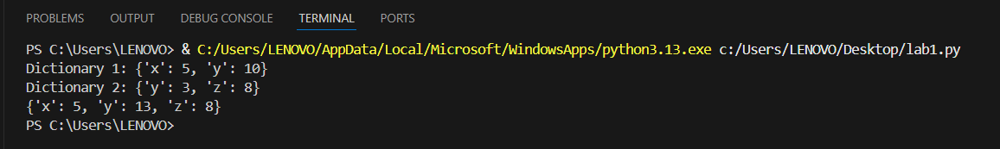 PROBLEMS OUTPUT DEBUG CONSOLE TERMINAL PORTS
PS C:\Users\LENOVO> & C:/Users/LENOVO/AppData/Local/Microsoft/WindowsApps/python3.13.exe c:/Users/LENOVO/Desktop/lab1.py
Dictionary 1: {'x': 5, 'y': 10}
Dictionary 2: {'y': 3, 'z': 8}
{'x': 5, 'y': 13, 'z': 8}
PS C:\Users\LENOVO>